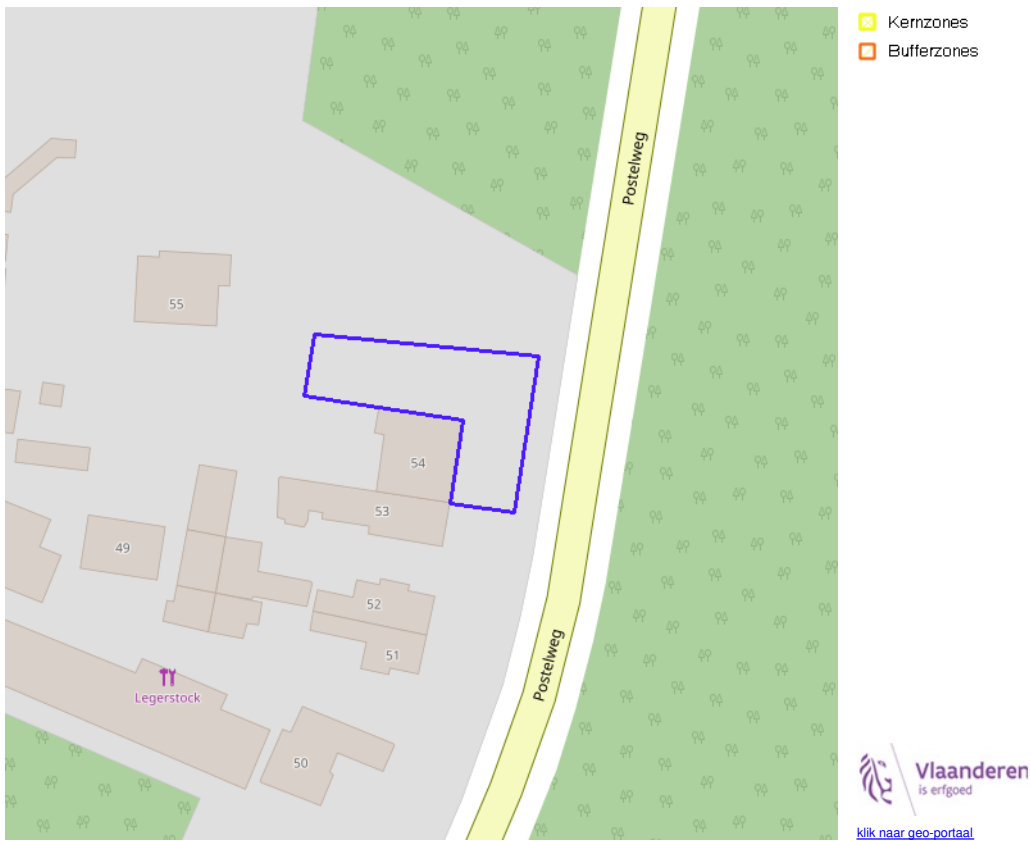 Kernzones
Bufferzones
Postelweg
55
54
53
49
52
51
Postelweg
Legerstock
50
Vlaanderen
is erfgoed
klik naar geo-portaal